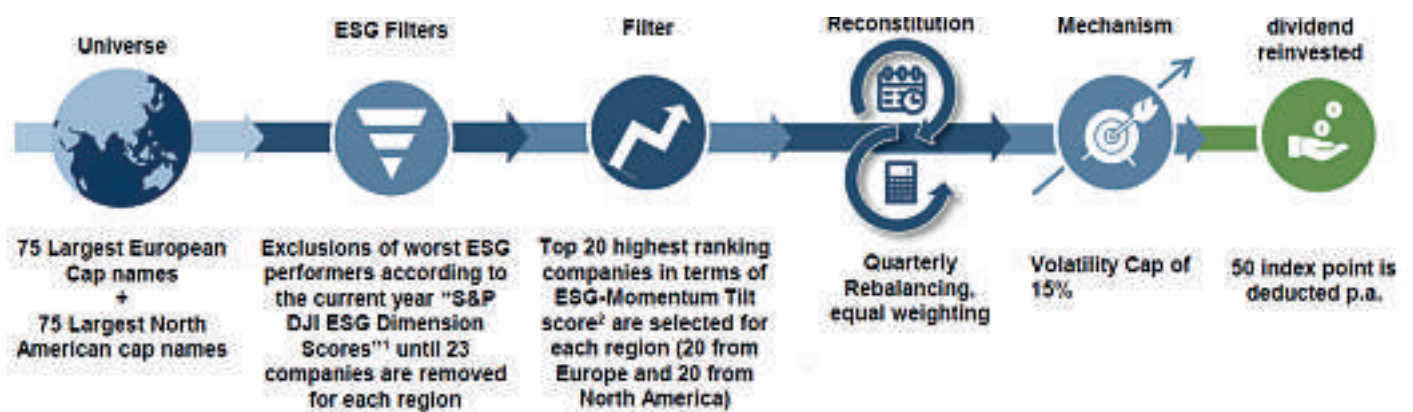 Universe
75 Largest European
Cap names
+
75 Largest North
American cap names
ESG Filters
Exclusions of worst ESG
performers according to
the current year "S&P
DJI ESG Dimension
Scores"¹ until 23
companies are removed
for each region
Filter
Top 20 highest ranking
companies in terms of
ESG-Momentum Tilt
score² are selected for
each region (20 from
Europe and 20 from
North America)
Reconstitution
Quarterly
Rebalancing,
equal weighting
Mechanism
Volatility Cap of
15%
dividend
reinvested
50 index point is
deducted p.a.